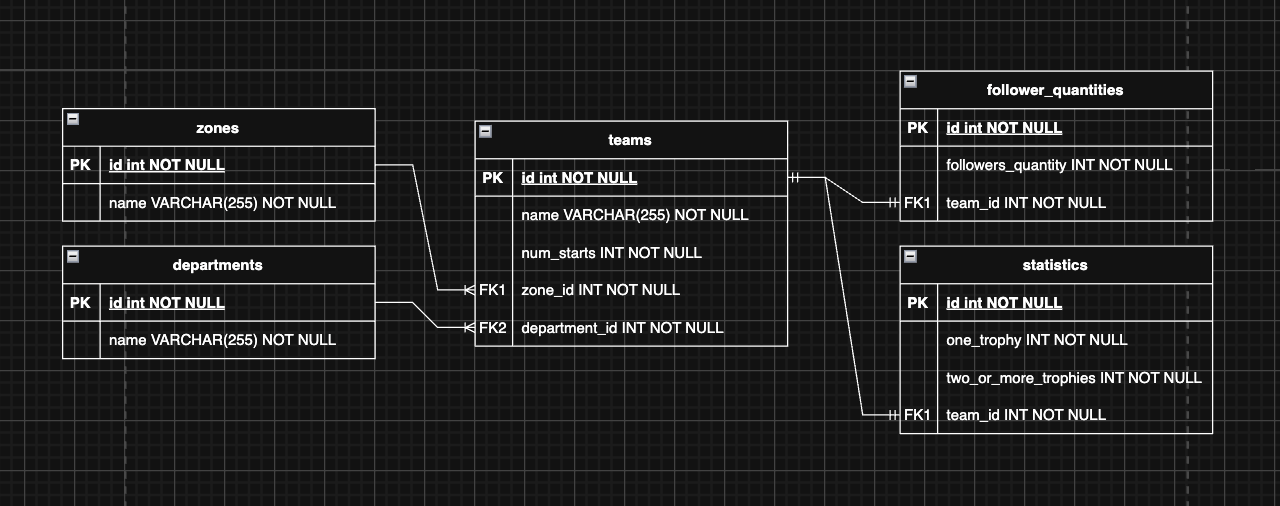 zones
PK id int NOT NULL
name VARCHAR(255) NOT NULL
departments
PK id int NOT NULL
name VARCHAR(255) NOT NULL
teams
PK id int NOT NULL
name VARCHAR(255) NOT NULL
num_starts INT NOT NULL
FK1 zone_id INT NOT NULL
FK2 department_id INT NOT NULL
follower_quantities
PK id int NOT NULL
followers_quantity INT NOT NULL
FK1 team_id INT NOT NULL
statistics
PK id int NOT NULL
one_trophy INT NOT NULL
two_or_more_trophies INT NOT NULL
FK1 team_id INT NOT NULL